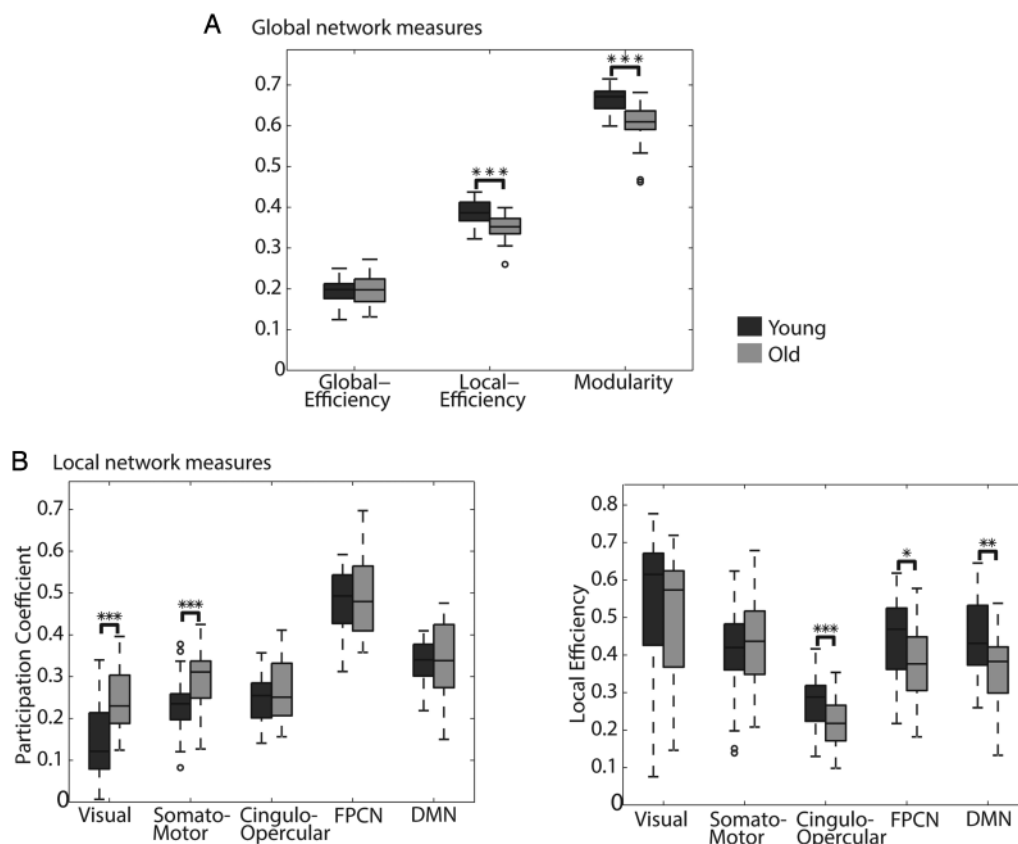 A Global network measures
0.7
0.6
0.5
0.4
0.3
0.2
0.1
0
***
***
Global–
Efficiency
Local–
Efficiency
Modularity
Young
Old
B Local network measures
Participation Coefficient
0.7
0.6
0.5
0.4
0.3
0.2
0.1
0
***
***
Visual
Somato-
Motor
Cingulo-
Opercular
FPCN
DMN
Local Efficiency
0.8
0.7
0.6
0.5
0.4
0.3
0.2
0.1
0
***
*
**
Visual
Somato-
Motor
Cingulo-
Opercular
FPCN
DMN